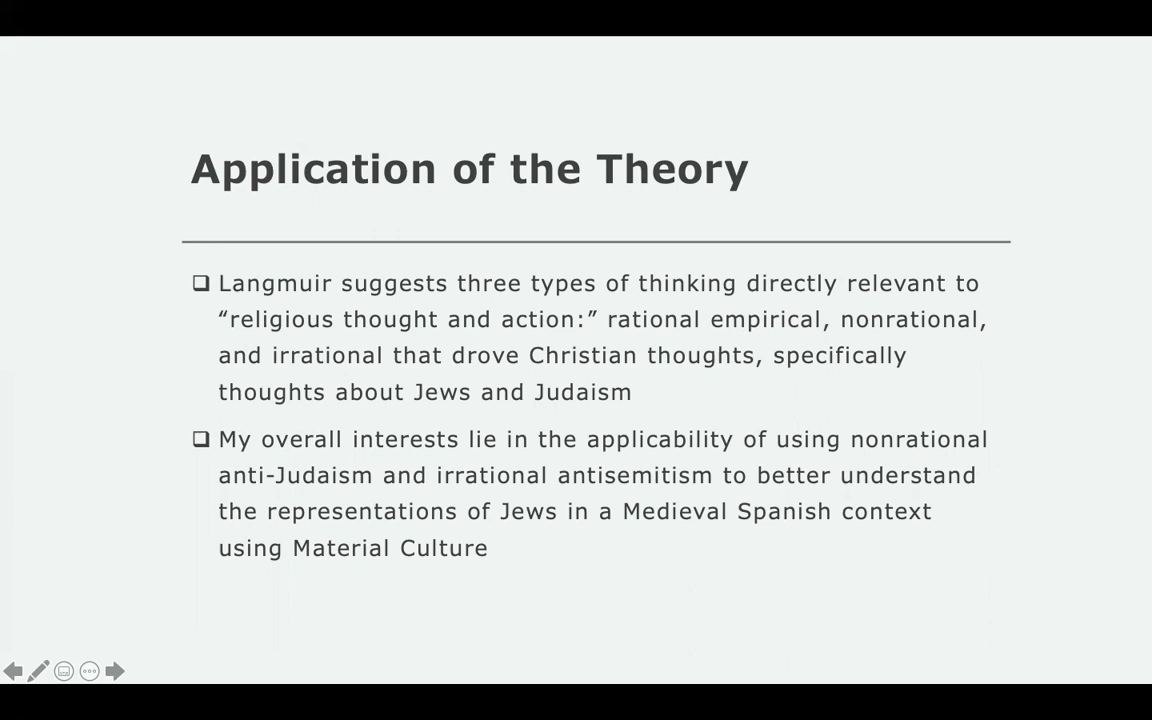 Application of the Theory
Langmuir suggests three types of thinking directly relevant to
“religious thought and action:” rational empirical, nonrational,
and irrational that drove Christian thoughts, specifically
thoughts about Jews and Judaism
My overall interests lie in the applicability of using nonrational
anti-Judaism and irrational antisemitism to better understand
the representations of Jews in a Medieval Spanish context
using Material Culture